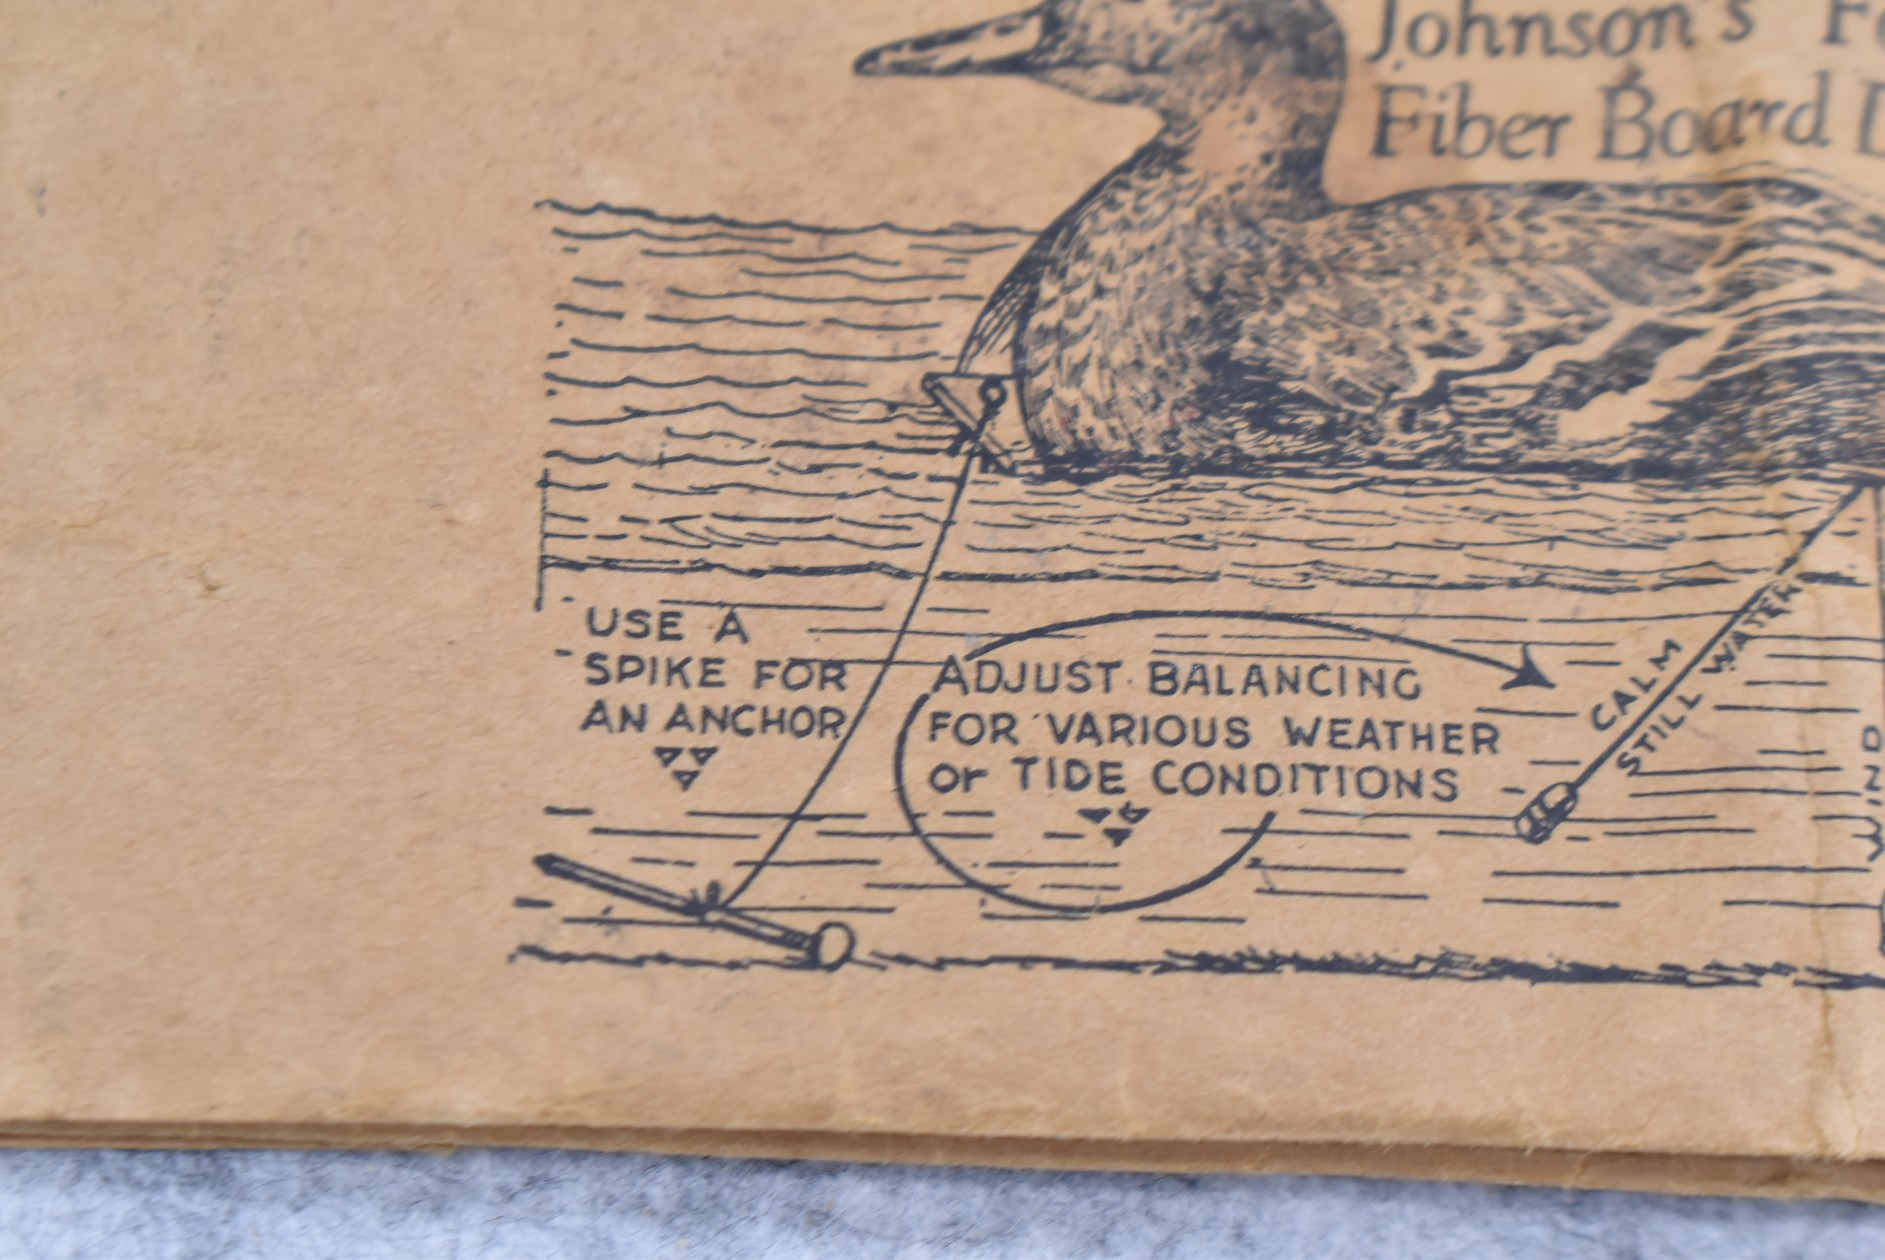 Johnson's
Fiber Board
USE A
SPIKE FOR
AN ANCHOR
ADJUST BALANCING
FOR VARIOUS WEATHER
or TIDE CONDITIONS
CALM
STILL WATER
WIND